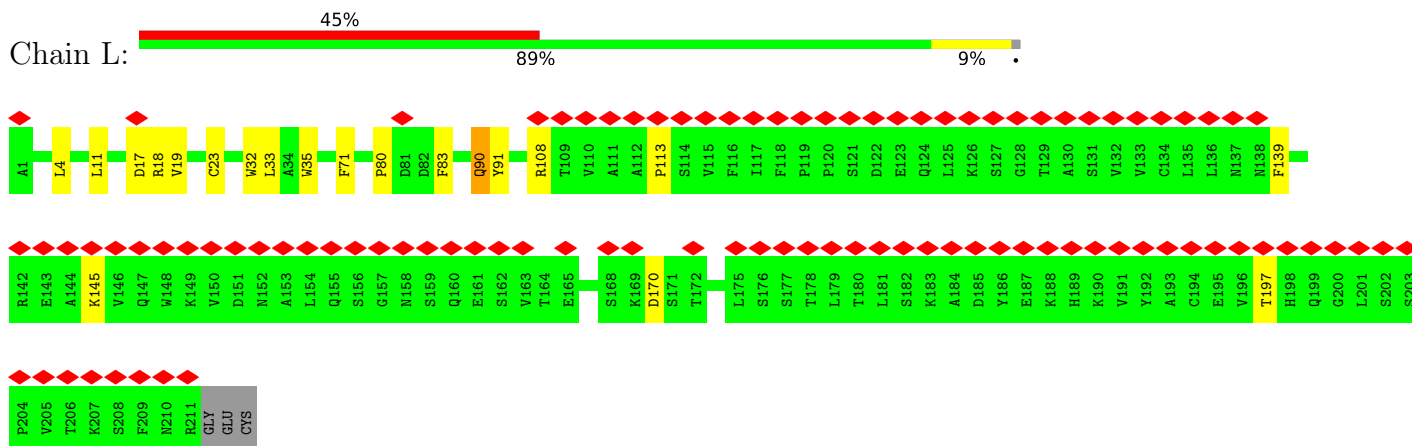 45%
Chain L:
89% 9% •
A1 L4 L11 D17 R18 V19 C23 W32 L33 A34 W35 F71 P80 D81 D82 F83 Q90 Y91 R108 T109 V110 A111 A112 P113 S114 V115 F116 I117 F118 P119 P120 S121 D122 E123 Q124 L125 K126 S127 G128 T129 A130 S131 V132 V133 C134 L135 L136 N137 N138 F139
R142 E143 A144 K145 V146 Q147 W148 K149 V150 D151 N152 A153 L154 Q155 S156 G157 N158 S159 Q160 E161 S162 V163 T164 E165 S168 K169 D170 S171 T172 L175 S176 S177 T178 L179 T180 L181 S182 K183 A184 D185 Y186 E187 K188 H189 K190 V191 Y192 A193 C194 E195 V196 T197 H198 Q199 G200 L201 S202 S203
P204 V205 T206 K207 S208 F209 N210 R211 GLY GLU CYS